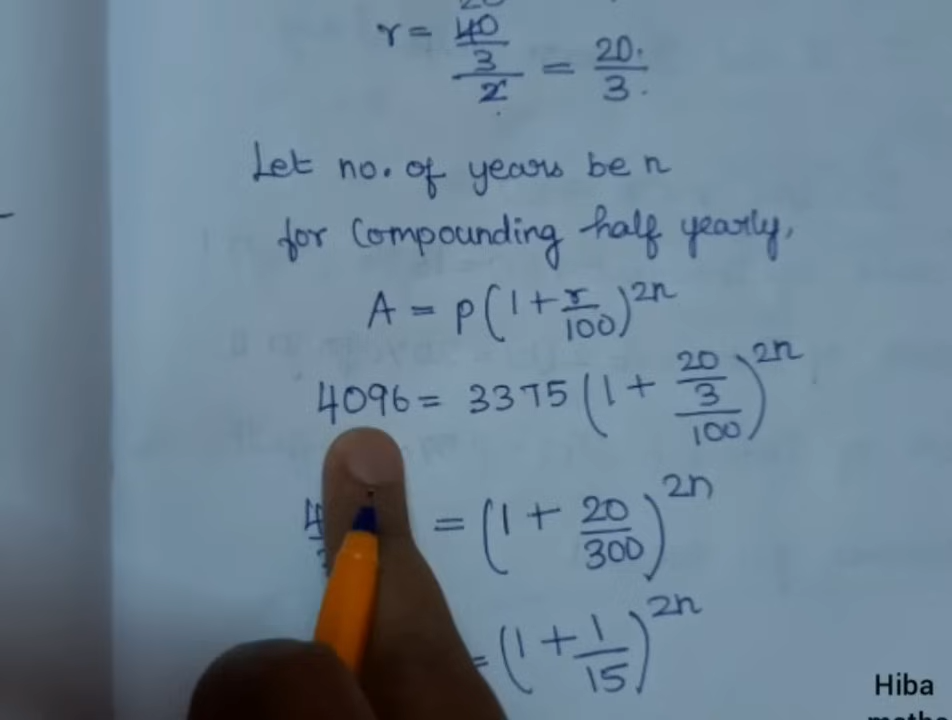 r = 40/3/2 = 20/3
Let no. of years be n
for Compounding half yearly,
A = P(1 + r/100)^2n
4096 = 3375(1 + 20/3/100)^2n
= (1 + 20/300)^2n
= (1 + 1/15)^2n
Hiba